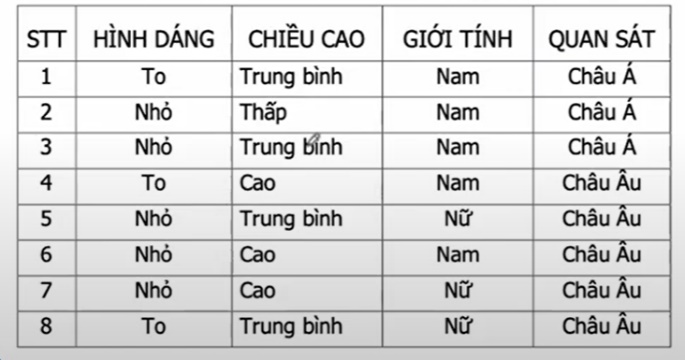 STT HÌNH DÁNG CHIỀU CAO GIỚI TÍNH QUAN SÁT
1 To Trung bình Nam Châu Á
2 Nhỏ Thấp Nam Châu Á
3 Nhỏ Trung bình Nam Châu Á
4 To Cao Nam Châu Âu
5 Nhỏ Trung bình Nữ Châu Âu
6 Nhỏ Cao Nam Châu Âu
7 Nhỏ Cao Nữ Châu Âu
8 To Trung bình Nữ Châu Âu